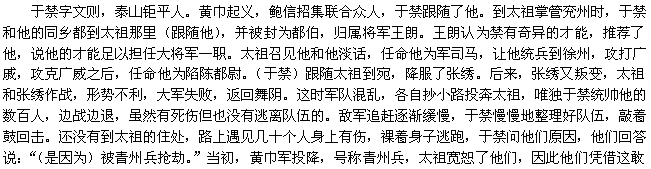 于禁字文则，泰山钜平人。黄巾起义，鲍信招集联合众人，于禁跟随了他。到太祖掌管兖州时，于禁
和他的同乡都到太祖那里（跟随他），并被封为都伯，归属将军王朗。王朗认为禁有奇异的才能，推荐了
他，说他的才能足以担任大将军一职。太祖召见他和他淡话，任命他为军司马，让他统兵到徐州，攻打广
威，攻克广威之后，任命他为陷陈都尉。（于禁）跟随太祖到宛，降服了张绣。后来，张绣又叛变，太祖
和张绣作战，形势不利，大军失败，返回舞阴。这时军队混乱，各自抄小路投奔太祖，唯独于禁统帅他的
数百人，边战边退，虽然有死伤但也没有逃离队伍的。敌军追赶逐渐缓慢，于禁慢慢地整理好队伍，敲着
鼓回击。还没有到太祖的住处，路上遇见几十个人身上有伤，裸着身子逃跑，于禁问他们原因，他们回答
说：“（是因为）被青州兵抢劫。”当初，黄巾军投降，号称青州兵，太祖宽恕了他们，因此他们凭借这敢